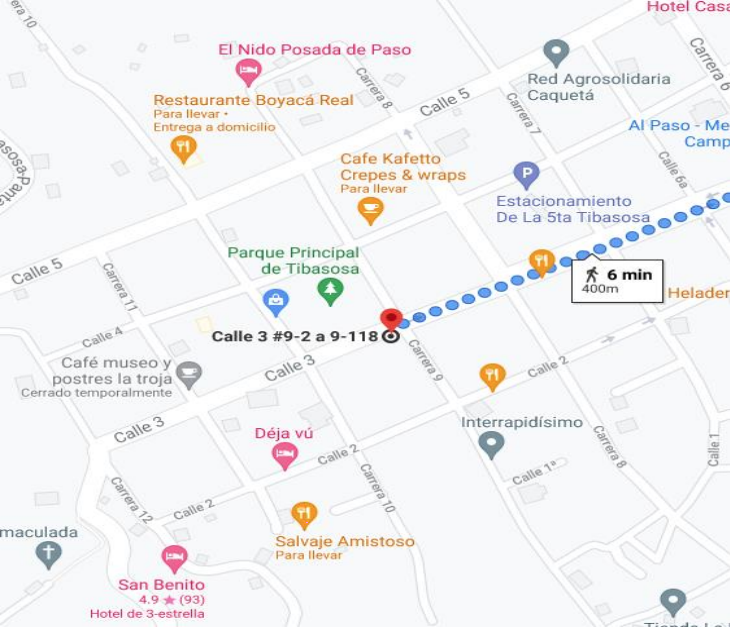 Hotel Casa
Carrera 10
El Nido Posada de Paso
Carrera 8
Red Agrosolidaria
Caquetá
Carrera 6
Restaurante Boyacá Real
Para llevar •
Entrega a domicilio
Calle 5
Carrera 7
Al Paso - Me
Camp
Cafe Kafetto
Crepes & wraps
Para llevar
Carrera 6a
P
Estacionamiento
De La 5ta Tibasosa
asosa-Panta
Parque Principal
de Tibasosa
Calle 5
Carrera 11
6 min
400m
Helader
Calle 3 #9-2 a 9-118
Calle 4
Café museo y
postres la troja
Cerrado temporalmente
Calle 3
Carrera 9
Calle 2
Calle 3
Déja vú
Interrapidísimo
Calle 2
Carrera 8
Calle 1
Calle 1ª
Carrera 10
Carrera 12
Calle 2
maculada
Salvaje Amistoso
Para llevar
San Benito
4.9 ★ (93)
Hotel de 3-estrella